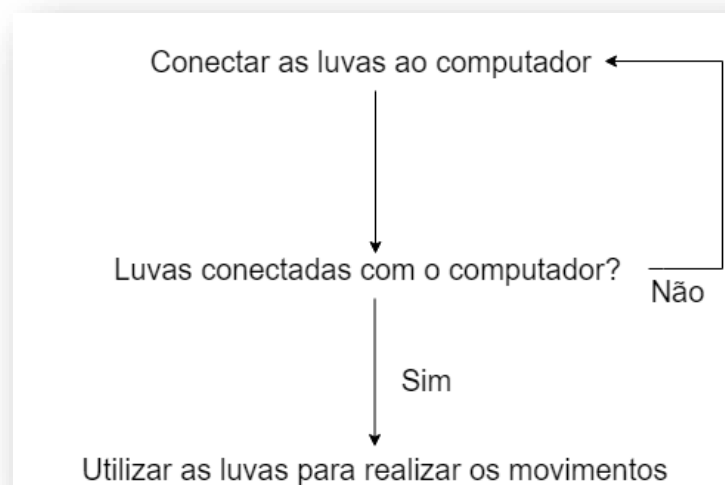 Conectar as luvas ao computador
Luvas conectadas com o computador?
Não
Sim
Utilizar as luvas para realizar os movimentos